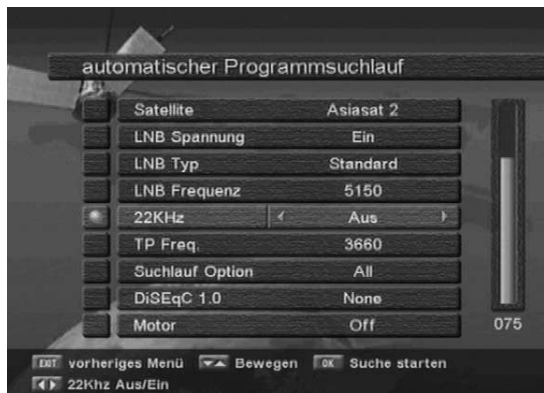 automatischer Programmsuchlauf
Satellite Asiasat 2
LNB Spannung Ein
LNB Typ Standard
LNB Frequenz 5150
22KHz Aus
TP Freq. 3660
Suchlauf Option All
DiSEqC 1.0 None
Motor Off
075
EXIT vorheriges Menü Bewegen OK Suche starten
22Khz Aus/Ein